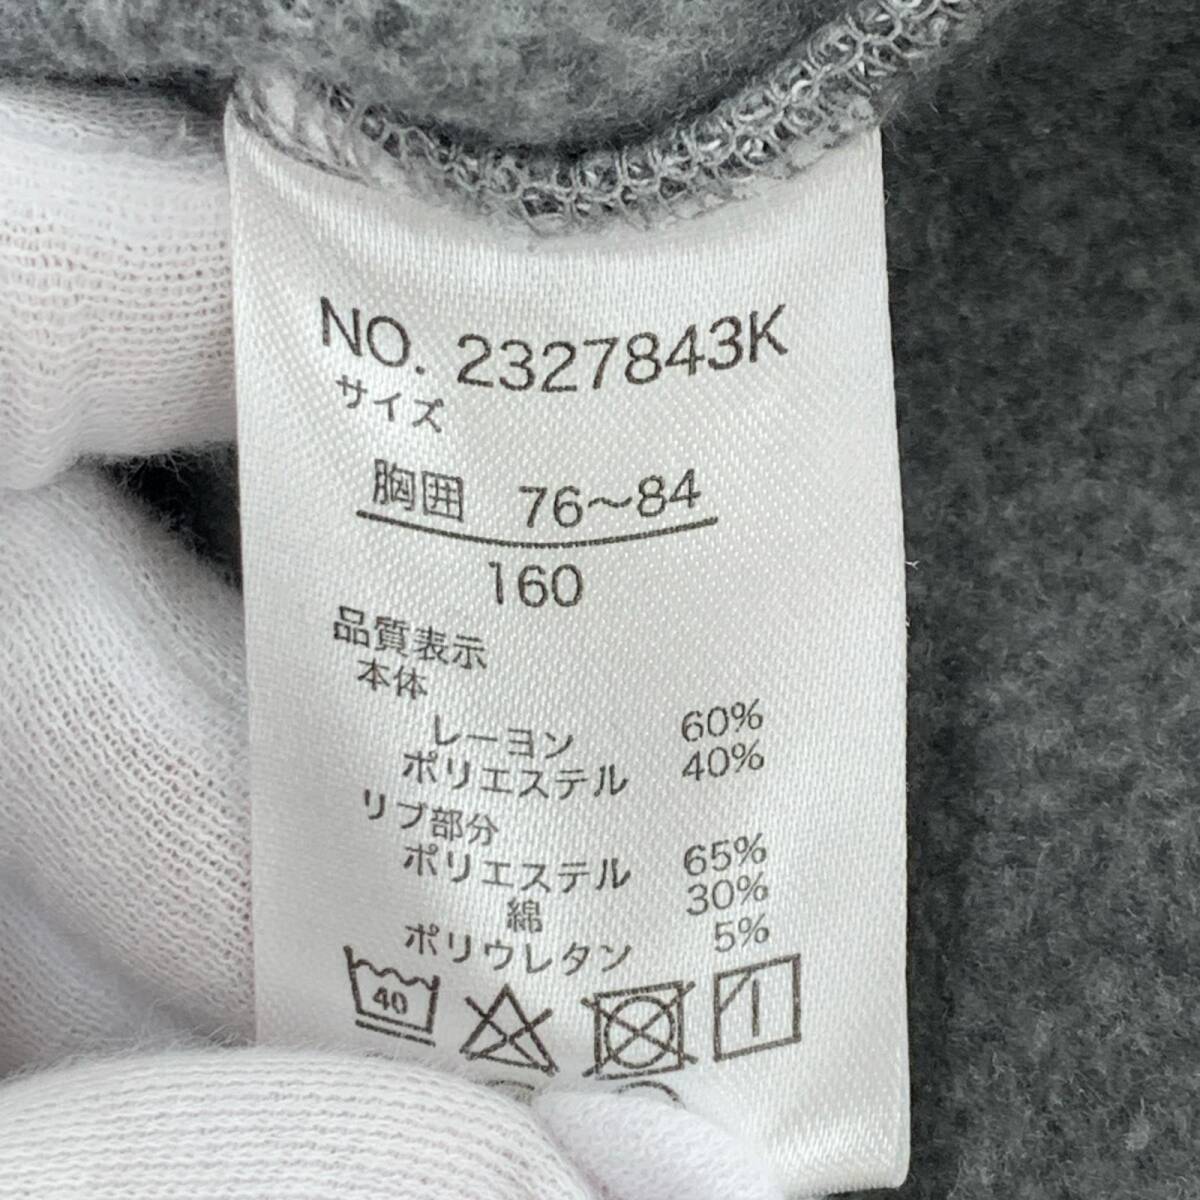 NO. 2327843K
サイズ
胸囲 76～84
160
品質表示
本体
レーヨン 60%
ポリエステル 40%
リブ部分
ポリエステル 65%
綿 30%
ポリウレタン 5%
40